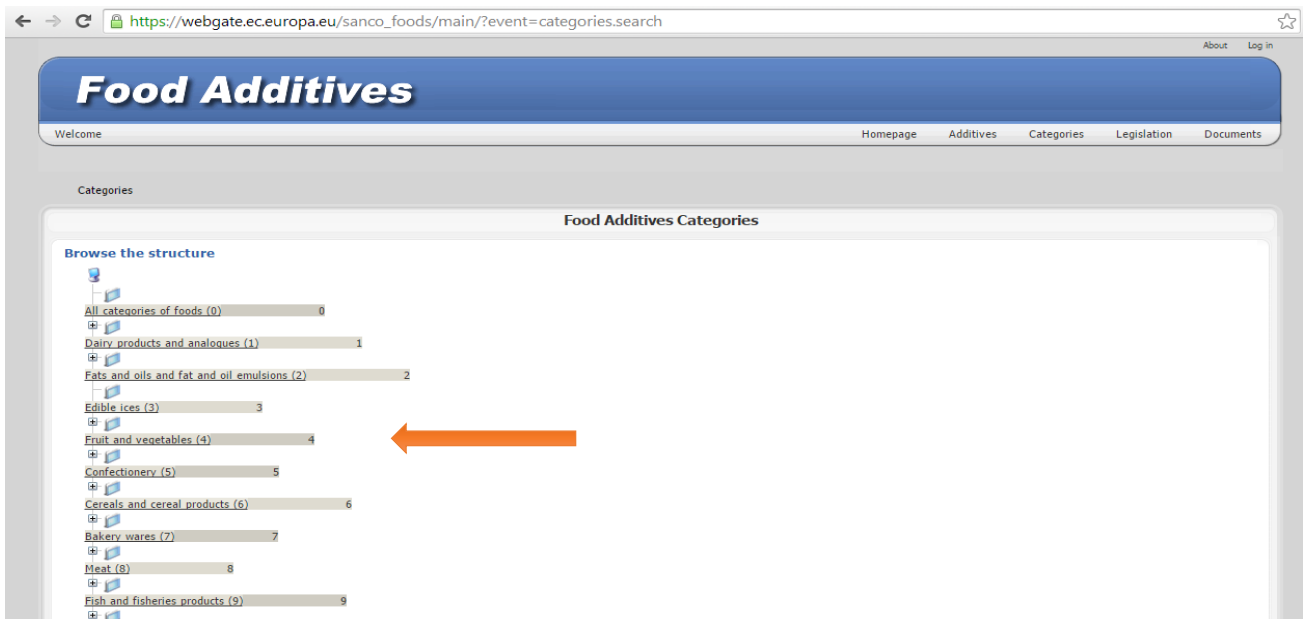 https://webgate.ec.europa.eu/sanco_foods/main/?event=categories.search
About Log in
Food Additives
Welcome Homepage Additives Categories Legislation Documents
Categories
Food Additives Categories
Browse the structure
All categories of foods (0) 0
Dairy products and analogues (1) 1
Fats and oils and fat and oil emulsions (2) 2
Edible ices (3) 3
Fruit and vegetables (4) 4
Confectionery (5) 5
Cereals and cereal products (6) 6
Bakery wares (7) 7
Meat (8) 8
Fish and fisheries products (9) 9